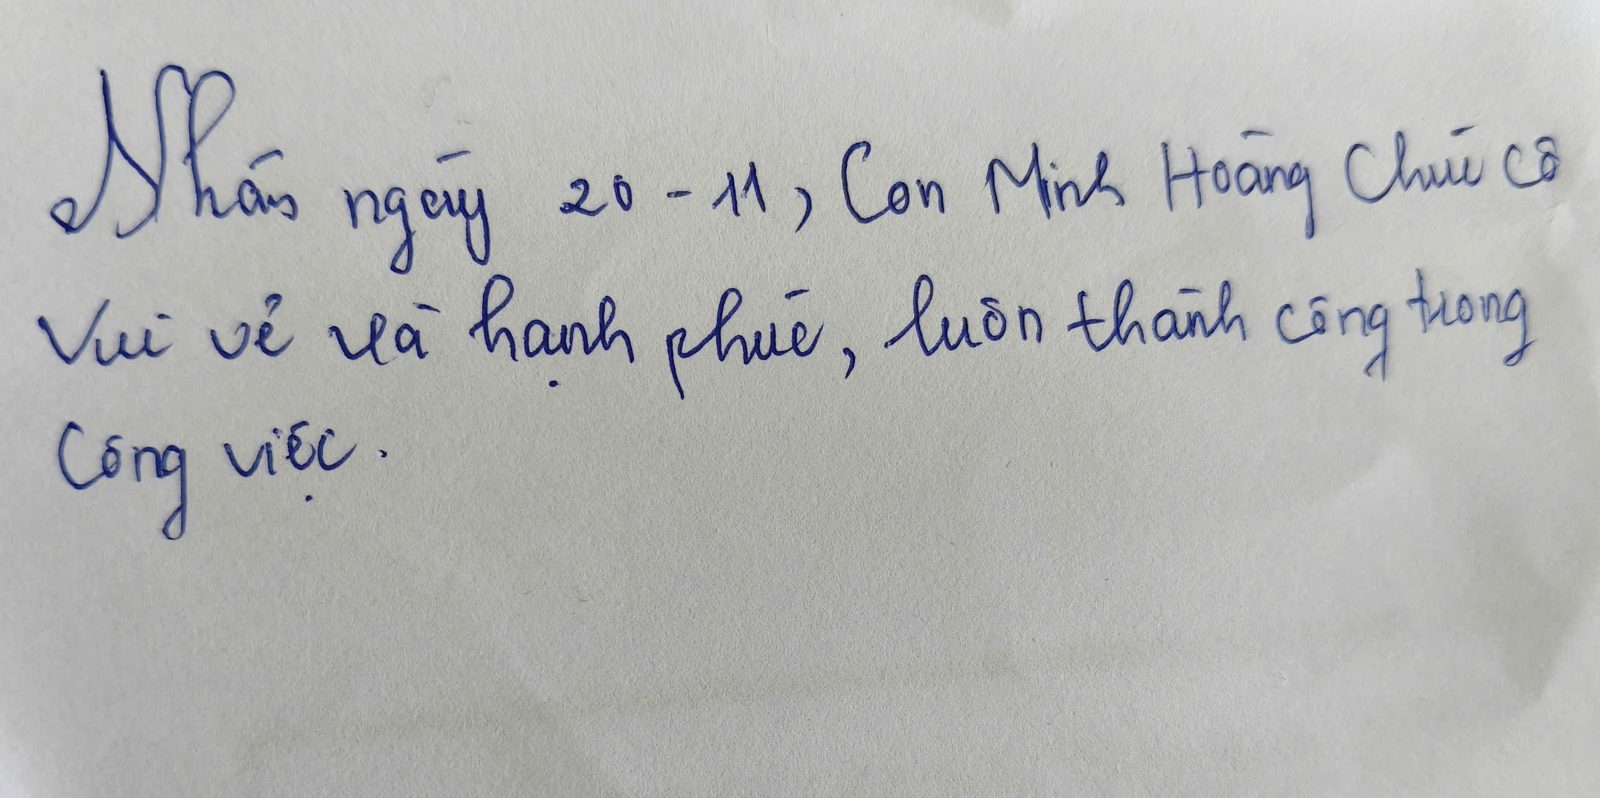 Nhân ngày 20-11, Con Minh Hoàng Chúc cô
Vui vẻ và hạnh phúc, luôn thành công trong
Công việc.